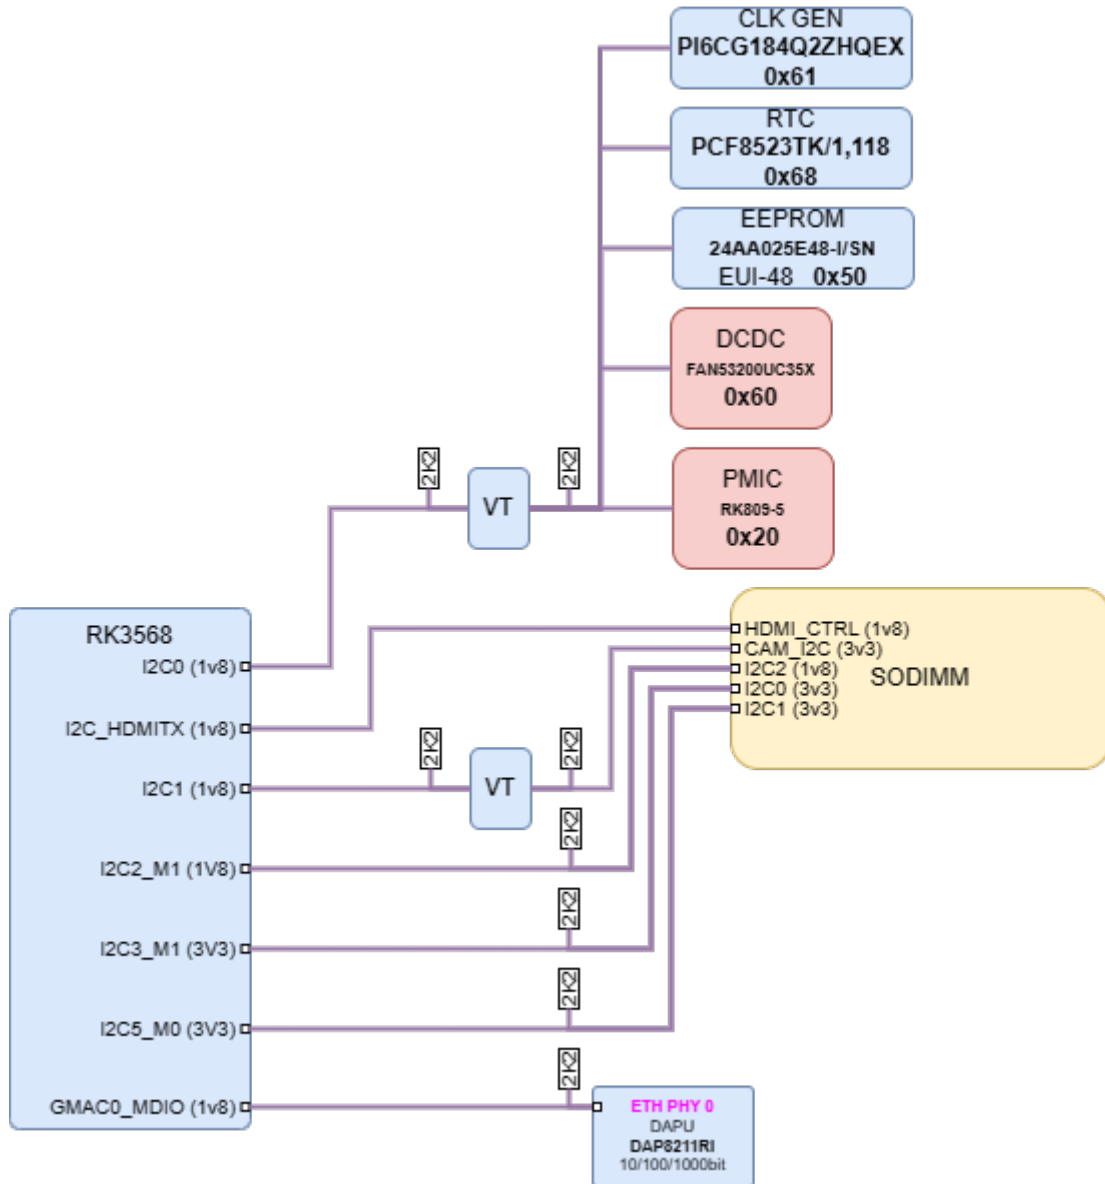 CLK GEN
PI6CG184Q2ZHQEX
0x61
RTC
PCF8523TK/1,118
0x68
EEPROM
24AA025E48-I/SN
EUI-48 0x50
DCDC
FAN53200UC35X
0x60
2K2
VT
2K2
PMIC
RK809-5
0x20
RK3568
I2C0 (1v8)
I2C_HDMITX (1v8)
I2C1 (1v8)
I2C2_M1 (1V8)
I2C3_M1 (3V3)
I2C5_M0 (3V3)
GMAC0_MDIO (1v8)
2K2
VT
2K2
2K2
2K2
2K2
2K2
HDMI_CTRL (1v8)
CAM_I2C (3v3)
I2C2 (1v8)
I2C0 (3v3)
I2C1 (3v3)
SODIMM
ETH PHY 0
DAPU
DAP8211RI
10/100/1000bit